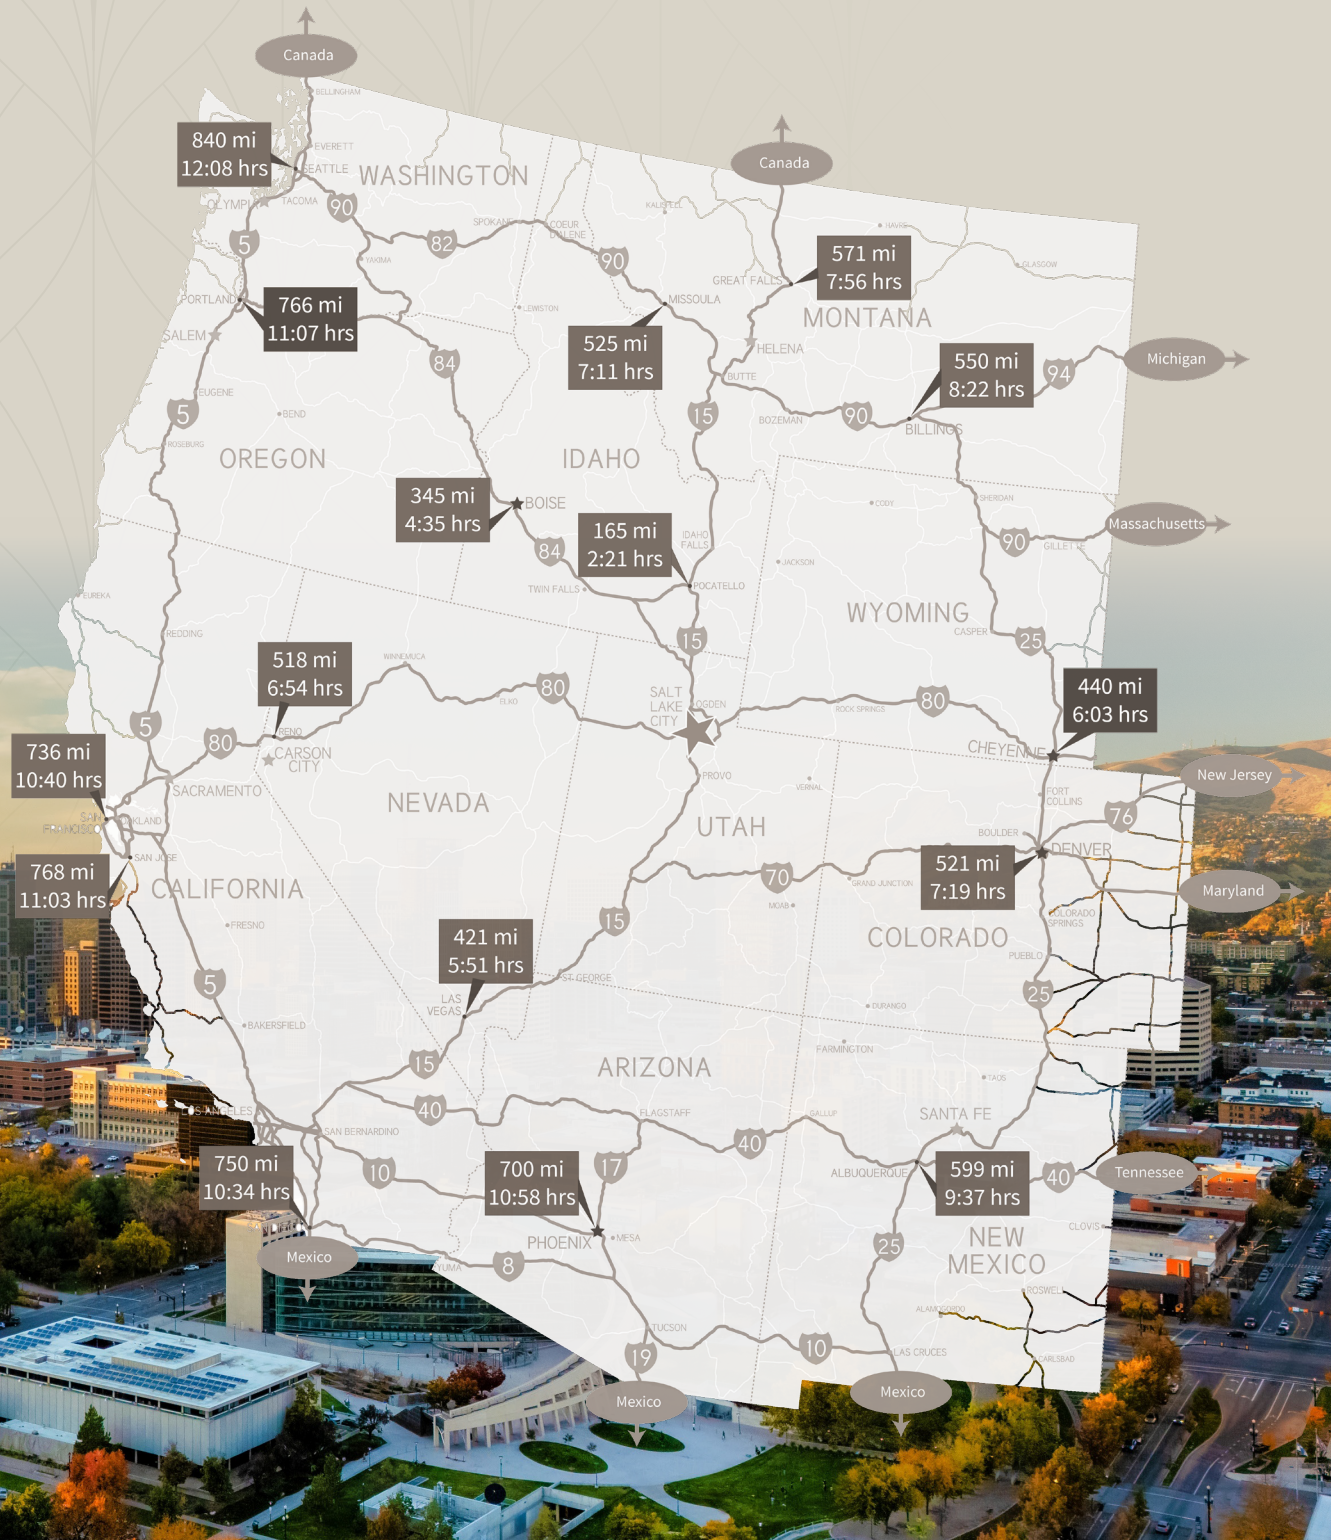 Canada
BELLINGHAM
840 mi
12:08 hrs
EVERETT
SEATTLE
WASHINGTON
Canada
OLYMPIA
TACOMA
90
KALISPELL
SPOKANE
COEUR
D'ALENE
HAVRE
5
82
YAKIMA
90
571 mi
7:56 hrs
GLASGOW
GREAT FALLS
PORTLAND
766 mi
11:07 hrs
LEWISTON
MISSOULA
MONTANA
SALEM
525 mi
7:11 hrs
HELENA
550 mi
8:22 hrs
Michigan
84
94
BUTTE
EUGENE
5
BEND
15
BOZEMAN
90
BILLINGS
ROSEBURG
OREGON
IDAHO
345 mi
4:35 hrs
BOISE
CODY
SHERIDAN
Massachusetts
165 mi
2:21 hrs
IDAHO
FALLS
90
GILLETTE
84
JACKSON
TWIN FALLS
POCATELLO
EUREKA
WYOMING
REDDING
15
CASPER
25
518 mi
6:54 hrs
WINNEMUCA
80
ELKO
SALT
LAKE
CITY
OGDEN
ROCK SPRINGS
80
440 mi
6:03 hrs
5
80
RENO
CARSON
CITY
CHEYENNE
736 mi
10:40 hrs
SACRAMENTO
PROVO
VERNAL
New Jersey
NEVADA
FORT
COLLINS
SAN
FRANCISCO
OAKLAND
UTAH
76
BOULDER
DENVER
SAN JOSE
768 mi
11:03 hrs
CALIFORNIA
70
GRAND JUNCTION
521 mi
7:19 hrs
Maryland
MOAB
FRESNO
15
COLORADO
SPRINGS
421 mi
5:51 hrs
COLORADO
PUEBLO
5
ST. GEORGE
LAS
VEGAS
25
DURANGO
BAKERSFIELD
FARMINGTON
15
ARIZONA
TAOS
LOS ANGELES
40
FLAGSTAFF
GALLUP
SANTA FE
SAN BERNARDINO
40
750 mi
10:34 hrs
10
700 mi
10:58 hrs
17
ALBUQUERQUE
599 mi
9:37 hrs
40
Tennessee
PHOENIX
MESA
CLOVIS
Mexico
YUMA
8
25
NEW
MEXICO
ROSWELL
ALAMOGORDO
TUCSON
19
10
LAS CRUCES
CARLSBAD
Mexico
Mexico